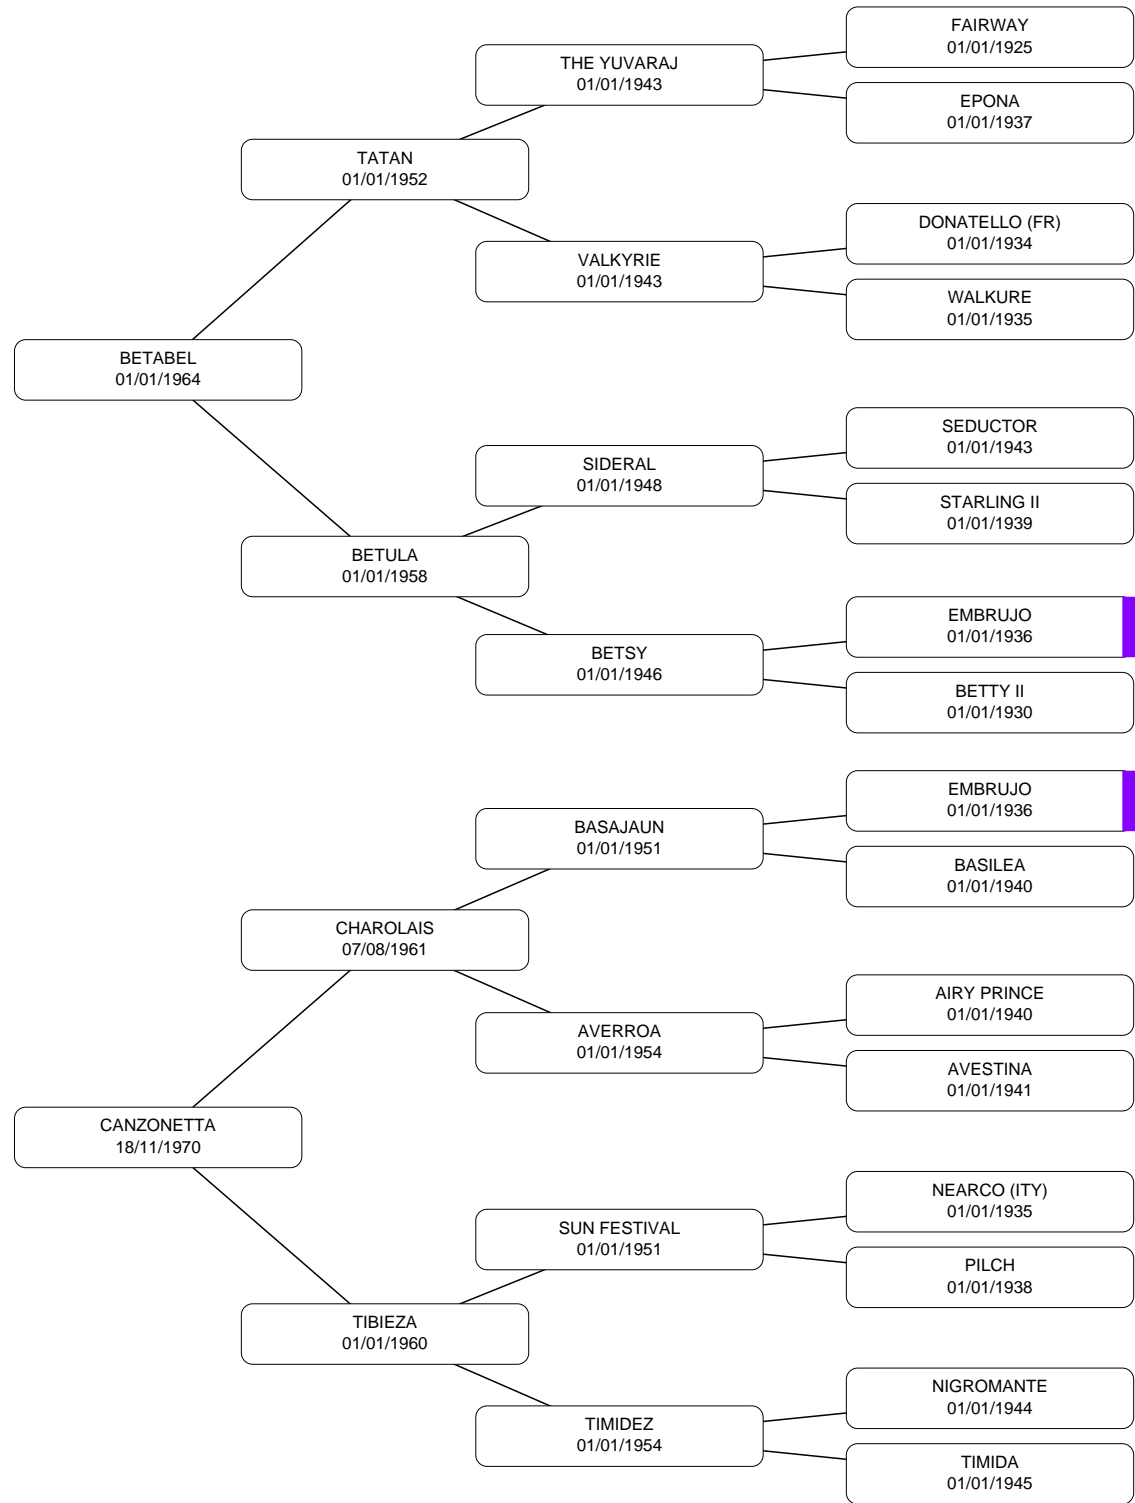 FAIRWAY
01/01/1925
THE YUVARAJ
01/01/1943
EPONA
01/01/1937
TATAN
01/01/1952
DONATELLO (FR)
01/01/1934
VALKYRIE
01/01/1943
WALKURE
01/01/1935
BETABEL
01/01/1964
SEDUCTOR
01/01/1943
SIDERAL
01/01/1948
STARLING II
01/01/1939
BETULA
01/01/1958
EMBRUJO
01/01/1936
BETSY
01/01/1946
BETTY II
01/01/1930
EMBRUJO
01/01/1936
BASAJAUN
01/01/1951
BASILEA
01/01/1940
CHAROLAIS
07/08/1961
AIRY PRINCE
01/01/1940
AVERROA
01/01/1954
AVESTINA
01/01/1941
CANZONETTA
18/11/1970
NEARCO (ITY)
01/01/1935
SUN FESTIVAL
01/01/1951
PILCH
01/01/1938
TIBIEZA
01/01/1960
NIGROMANTE
01/01/1944
TIMIDEZ
01/01/1954
TIMIDA
01/01/1945